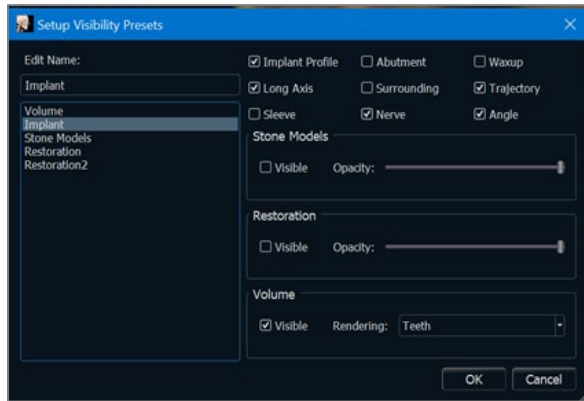 Setup Visibility Presets
Edit Name:
Implant
Volume
Implant
Stone Models
Restoration
Restoration2
Implant Profile
Abutment
Waxup
Long Axis
Surrounding
Trajectory
Sleeve
Nerve
Angle
Stone Models
Visible
Opacity:
Restoration
Visible
Opacity:
Volume
Visible
Rendering:
Teeth
OK
Cancel